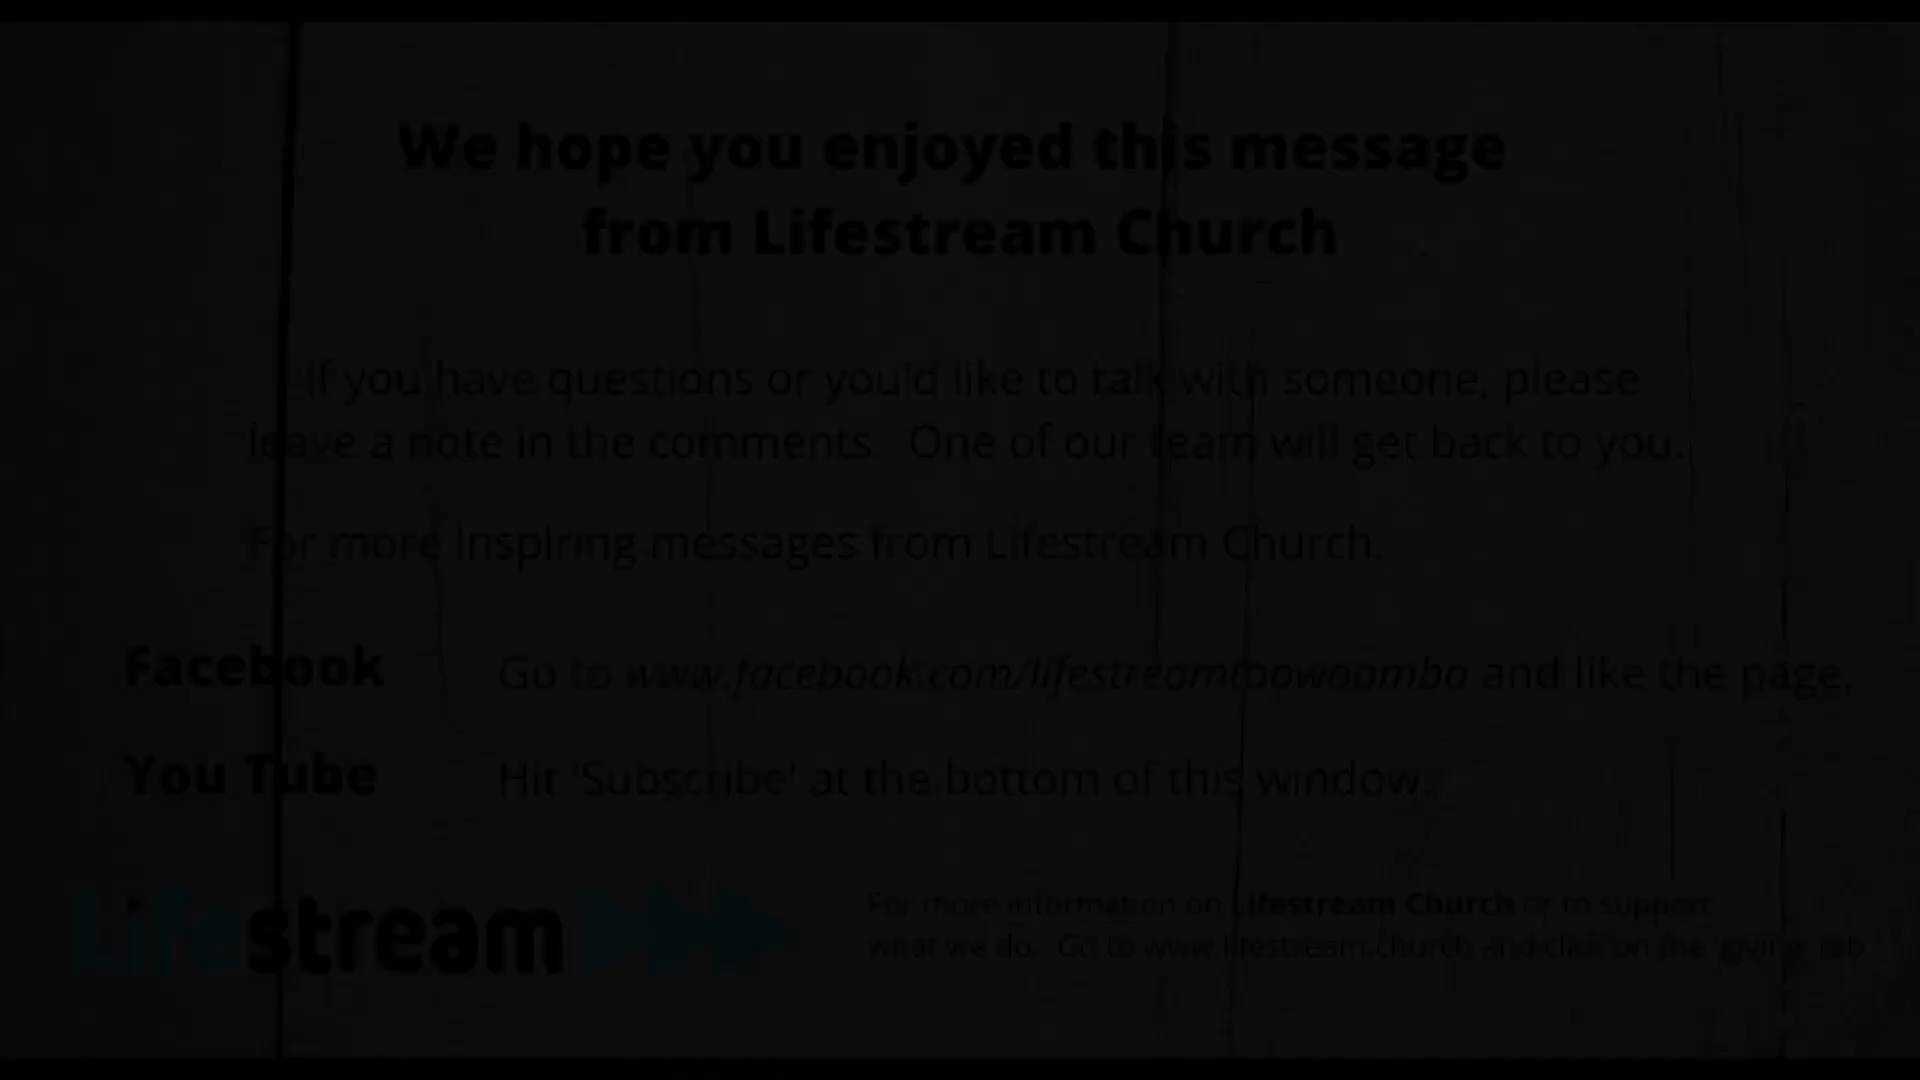 We hope you enjoyed this message
from Lifestream Church
If you have questions or you'd like to talk with someone, please
leave a note in the comments. One of our team will get back to you.
For more inspiring messages from Lifestream Church.
Facebook Go to www.facebook.com/lifestreamtoowoomba and like the page.
You Tube Hit 'Subscribe' at the bottom of this window.
Lifestream
For more information on Lifestream Church or to support
what we do. Go to www.lifestream.church and click on the 'giving' tab